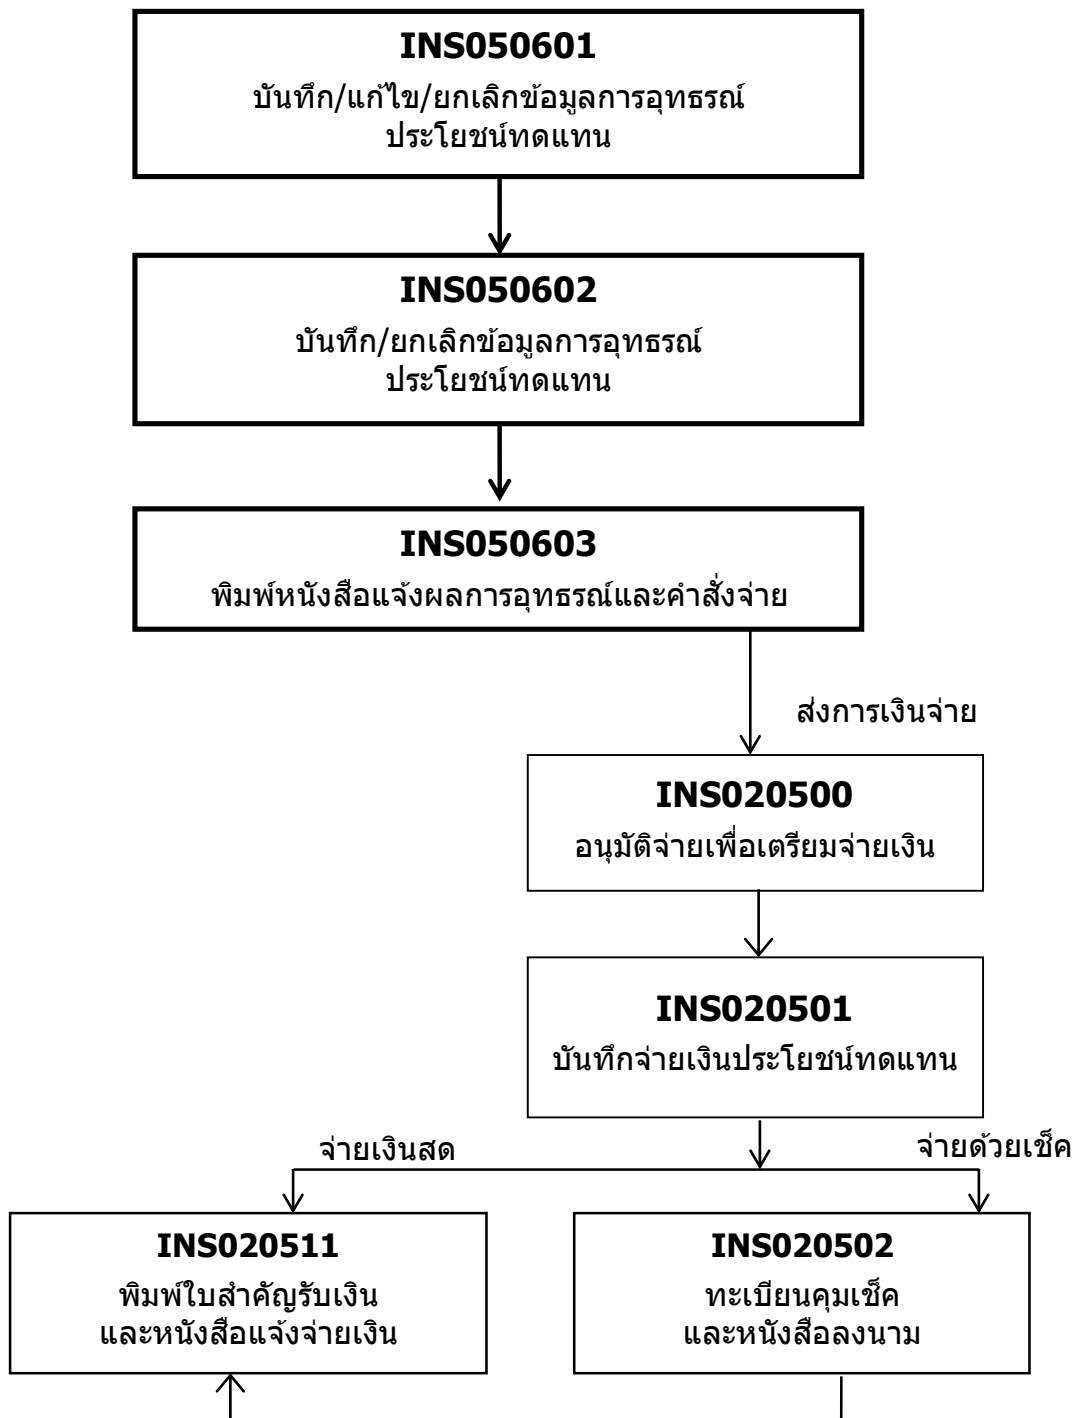 INS050601
บันทึก/แก้ไข/ยกเลิกข้อมูลการอุทธรณ์
ประโยชน์ทดแทน
INS050602
บันทึก/ยกเลิกข้อมูลการอุทธรณ์
ประโยชน์ทดแทน
INS050603
พิมพ์หนังสือแจ้งผลการอุทธรณ์และคำสั่งจ่าย
ส่งการเงินจ่าย
INS020500
อนุมัติจ่ายเพื่อเตรียมจ่ายเงิน
INS020501
บันทึกจ่ายเงินประโยชน์ทดแทน
จ่ายเงินสด
จ่ายด้วยเช็ค
INS020511
พิมพ์ใบสำคัญรับเงิน
และหนังสือแจ้งจ่ายเงิน
INS020502
ทะเบียนคุมเช็ค
และหนังสือลงนาม